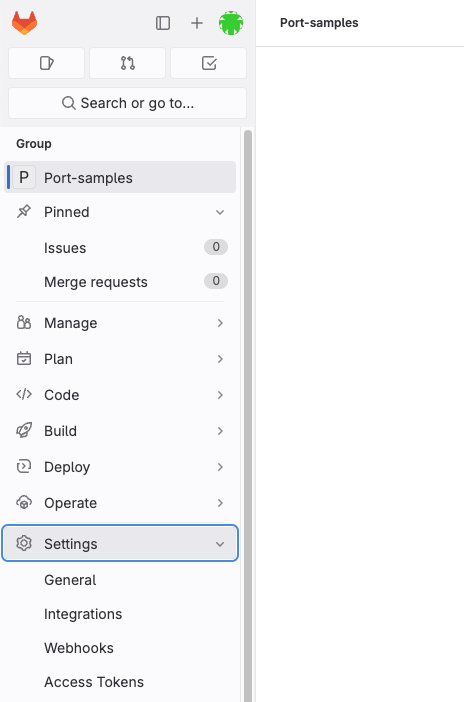 Port-samples
Search or go to...
Group
P Port-samples
Pinned
Issues 0
Merge requests 0
Manage
Plan
Code
Build
Deploy
Operate
Settings
General
Integrations
Webhooks
Access Tokens